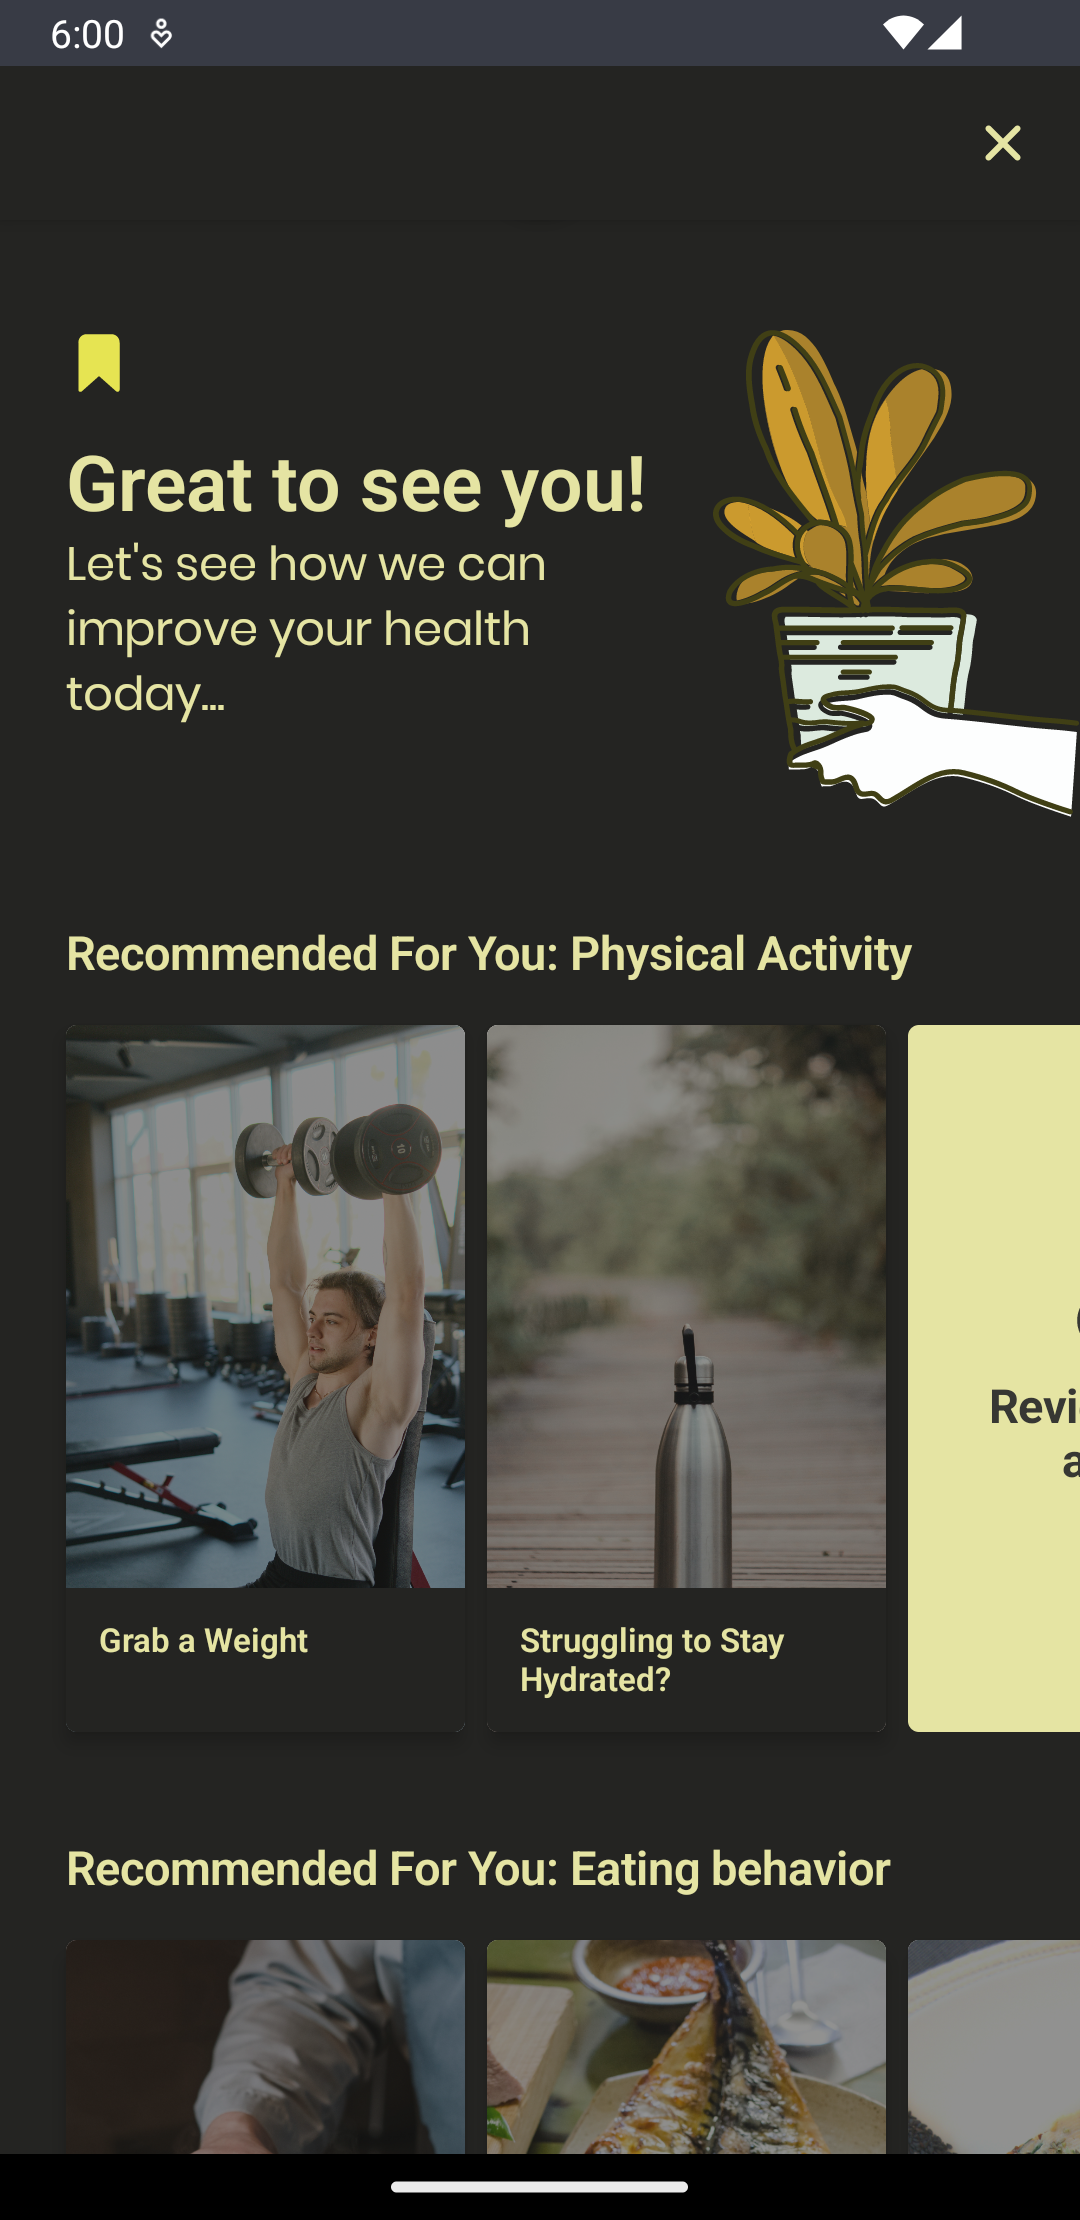 6:00
Great to see you!
Let's see how we can
improve your health
today...
Recommended For You: Physical Activity
10
Grab a Weight
Struggling to Stay
Hydrated?
Recommended For You: Eating behavior